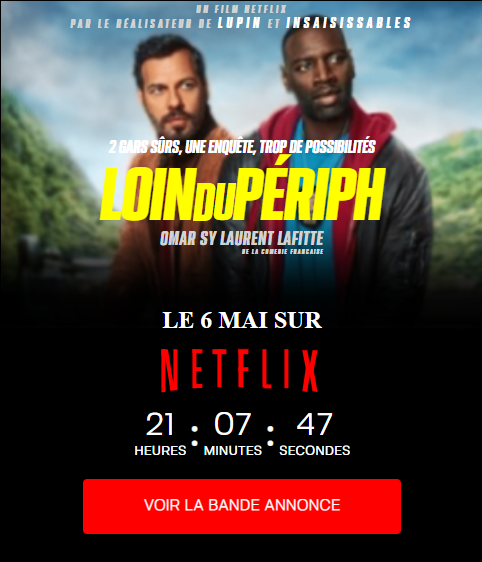 UN FILM NETFLIX
PAR LE RÉALISATEUR DE LUPIN ET INSAISISSABLES
2 GARS SÛRS, UNE ENQUÊTE, TROP DE POSSIBILITÉS
LOIN DU PÉRIPH
OMAR SY LAURENT LAFITTE
DE LA COMÉDIE FRANÇAISE
LE 6 MAI SUR
NETFLIX
21 : 07 : 47
HEURES MINUTES SECONDES
VOIR LA BANDE ANNONCE